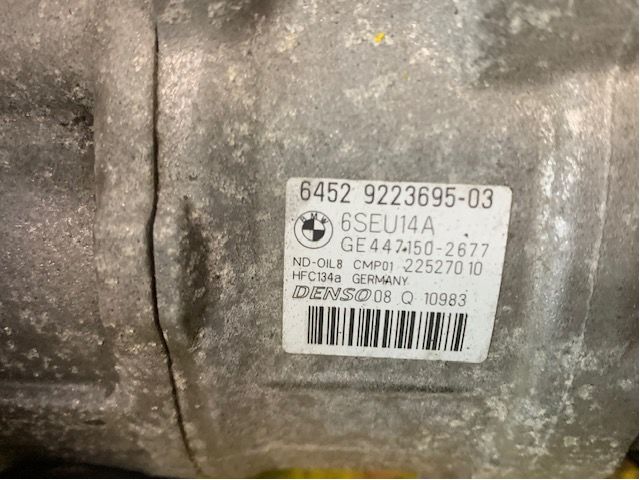 6452 9223695-03
BMW 6SEU14A
GE447150-2677
ND-OIL8 CMP01 22527010
HFC134a GERMANY
DENSO 08 Q 10983